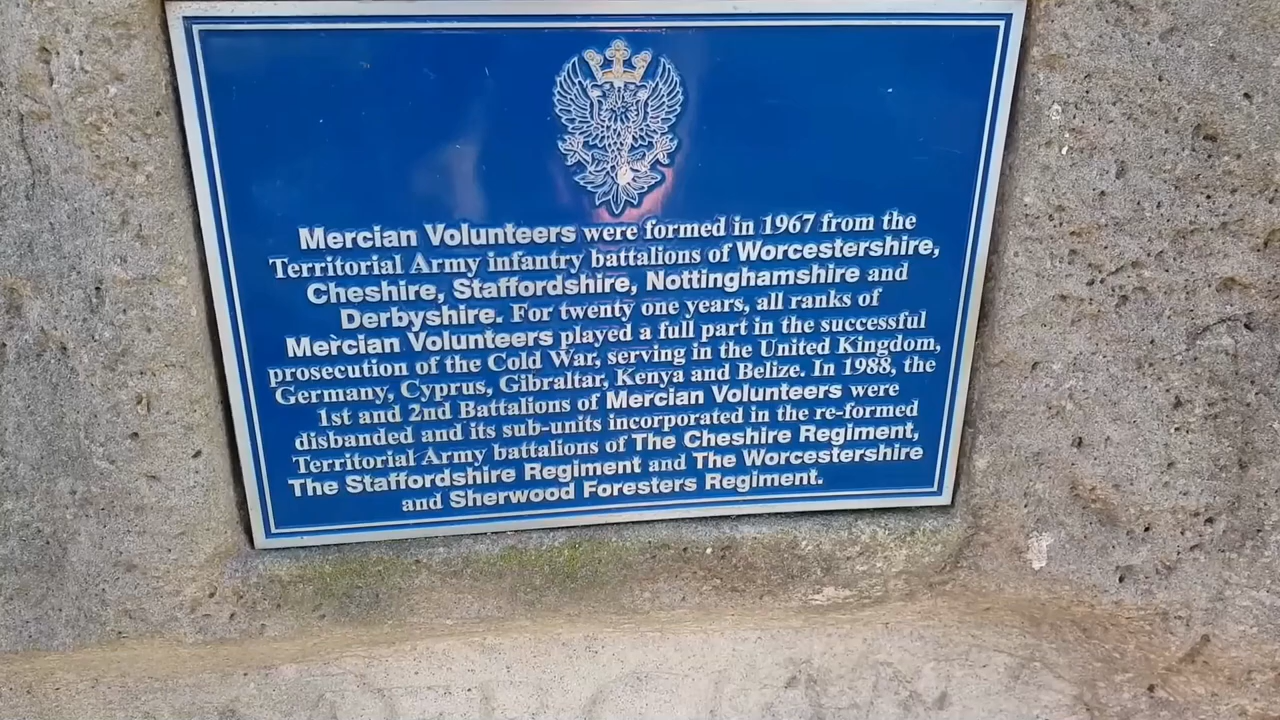 Mercian Volunteers were formed in 1967 from the
Territorial Army infantry battalions of Worcestershire,
Cheshire, Staffordshire, Nottinghamshire and
Derbyshire. For twenty one years, all ranks of
Mercian Volunteers played a full part in the successful
prosecution of the Cold War, serving in the United Kingdom,
Germany, Cyprus, Gibraltar, Kenya and Belize. In 1988, the
1st and 2nd Battalions of Mercian Volunteers were
disbanded and its sub-units incorporated in the re-formed
Territorial Army battalions of The Cheshire Regiment,
The Staffordshire Regiment and The Worcestershire
and Sherwood Foresters Regiment.